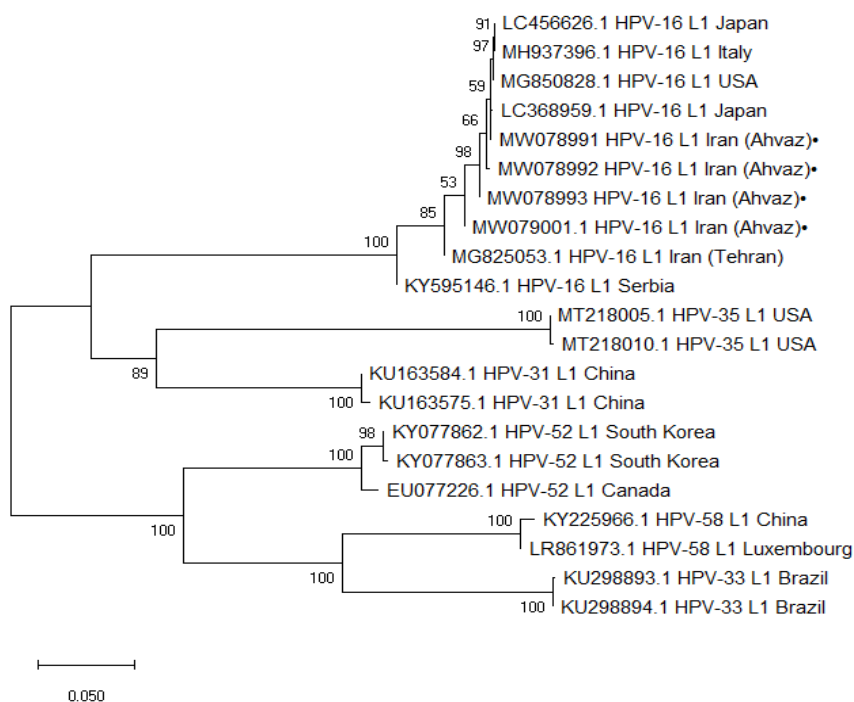 91 LC456626.1 HPV-16 L1 Japan
97 MH937396.1 HPV-16 L1 Italy
MG850828.1 HPV-16 L1 USA
59
LC368959.1 HPV-16 L1 Japan
66
MW078991 HPV-16 L1 Iran (Ahvaz)•
98
MW078992 HPV-16 L1 Iran (Ahvaz)•
53
MW078993 HPV-16 L1 Iran (Ahvaz)•
85
MW079001.1 HPV-16 L1 Iran (Ahvaz)•
100
MG825053.1 HPV-16 L1 Iran (Tehran)
KY595146.1 HPV-16 L1 Serbia
100 MT218005.1 HPV-35 L1 USA
MT218010.1 HPV-35 L1 USA
89
KU163584.1 HPV-31 L1 China
100 KU163575.1 HPV-31 L1 China
98 KY077862.1 HPV-52 L1 South Korea
100
KY077863.1 HPV-52 L1 South Korea
EU077226.1 HPV-52 L1 Canada
100
100 KY225966.1 HPV-58 L1 China
LR861973.1 HPV-58 L1 Luxembourg
100
KU298893.1 HPV-33 L1 Brazil
100 KU298894.1 HPV-33 L1 Brazil
0.050